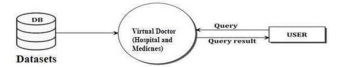 DB
Datasets
Virtual Doctor
(Hospital and
Medicines)
Query
Query result
USER